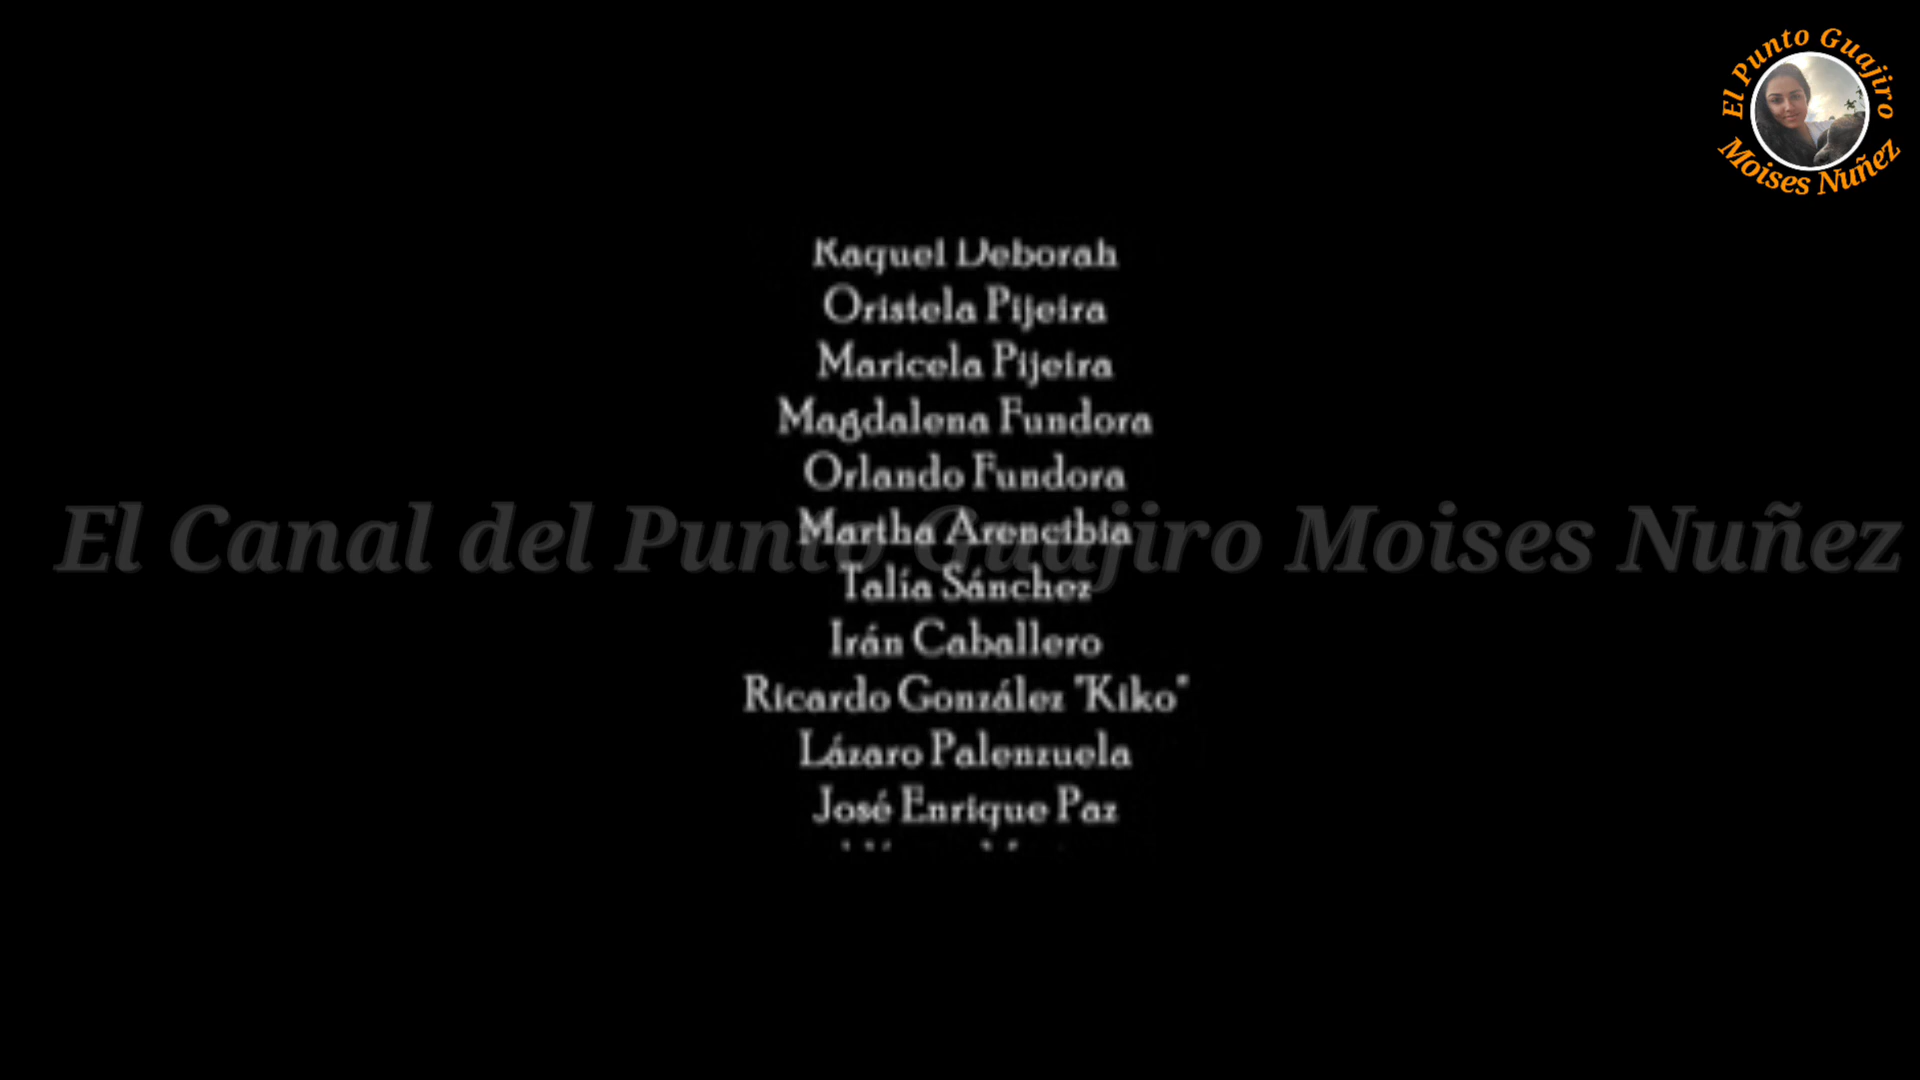 El Punto Guajiro
Moises Nuñez
Raquel Deborah
Oristela Pijeira
Maricela Pijeira
Magdalena Fundora
Orlando Fundora
Martha Arencibia
El Canal del Punto Guajiro Moises Nuñez
Talía Sánchez
Irán Caballero
Ricardo González "Kiko"
Lázaro Palenzuela
José Enrique Paz